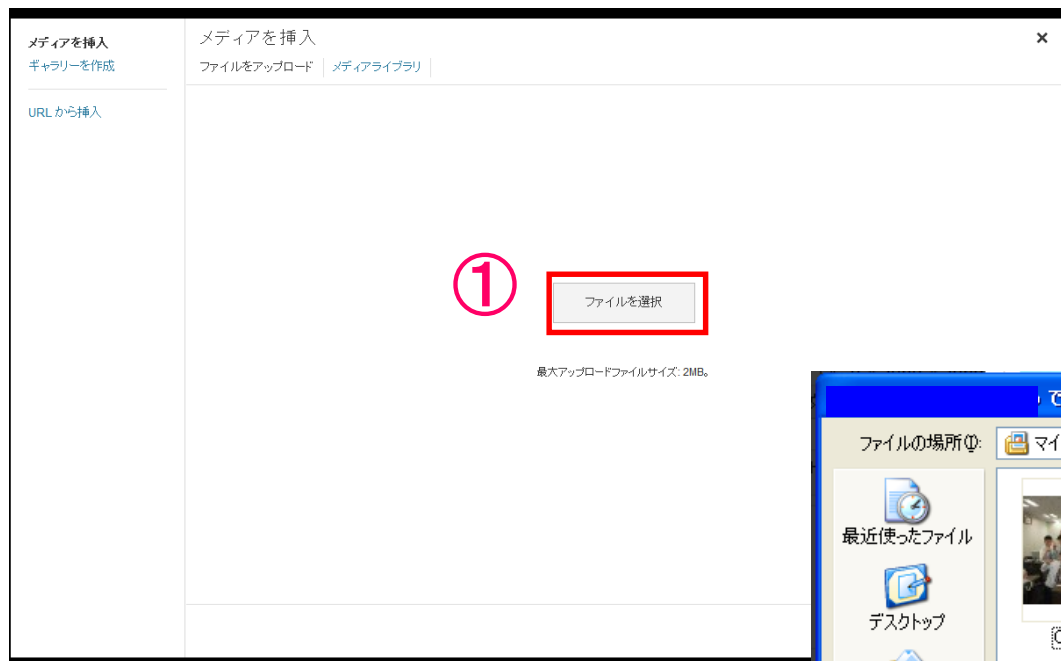 メディアを挿入
ギャラリーを作成
URL から挿入
メディアを挿入
ファイルをアップロード メディアライブラリ
①
ファイルを選択
最大アップロードファイルサイズ: 2MB。
で
ファイルの場所(I):
マイ
最近使ったファイル
デスクトップ